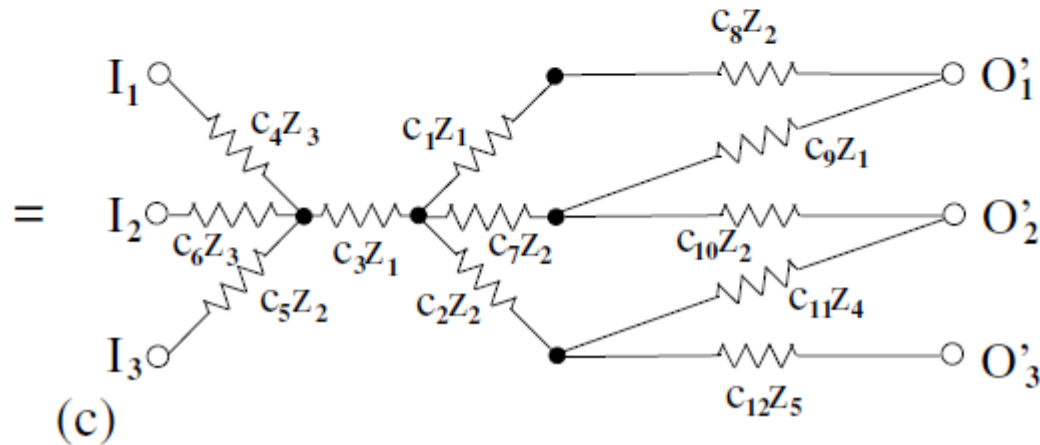 C₈Z₂
I₁ O'₁
C₄Z₃ C₁Z₁
C₉Z₁
=
I₂ O'₂
C₆Z₃ C₃Z₁ C₇Z₂ C₁₀Z₂
C₅Z₂ C₂Z₂ C₁₁Z₄
I₃ O'₃
C₁₂Z₅
(c)